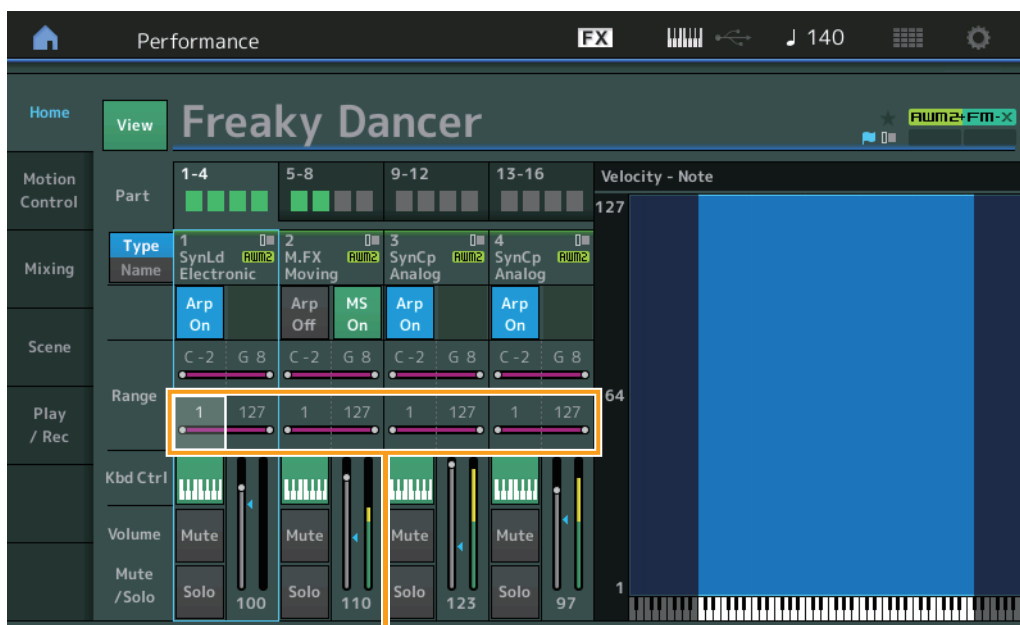 Performance
FX
140
Home
View
Freaky Dancer
AWM2+FM-X
Motion
Control
Part
1-4
5-8
9-12
13-16
Velocity - Note
127
Type
Name
1
SynLd AWM2
Electronic
2
M.FX AWM2
Moving
3
SynCp AWM2
Analog
4
SynCp AWM2
Analog
Mixing
Arp
On
Arp
Off
MS
On
Arp
On
Arp
On
Scene
C -2 G 8 C -2 G 8 C -2 G 8 C -2 G 8
Range
64
1 127 1 127 1 127 1 127
Play
/ Rec
Kbd Ctrl
Volume
Mute Mute Mute Mute
Mute
/Solo
Solo 100 Solo 110 Solo 123 Solo 97
1